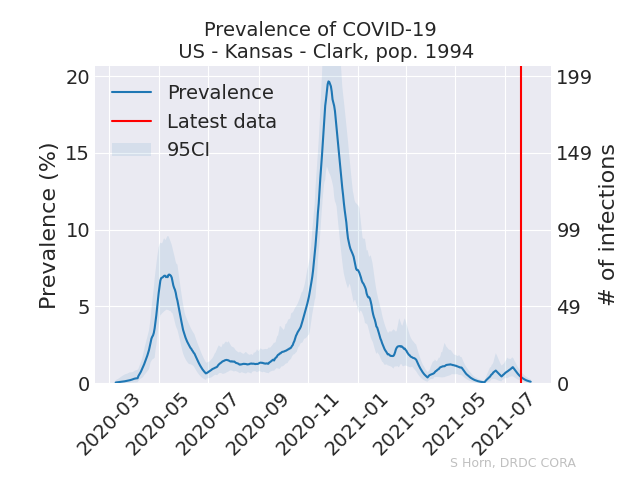 Prevalence of COVID-19
US - Kansas - Clark, pop. 1994
Prevalence (%)
20
15
10
5
0
Prevalence
Latest data
95CI
199
149
99
49
0
# of infections
2020-03
2020-05
2020-07
2020-09
2020-11
2021-01
2021-03
2021-05
2021-07
S Horn, DRDC CORA